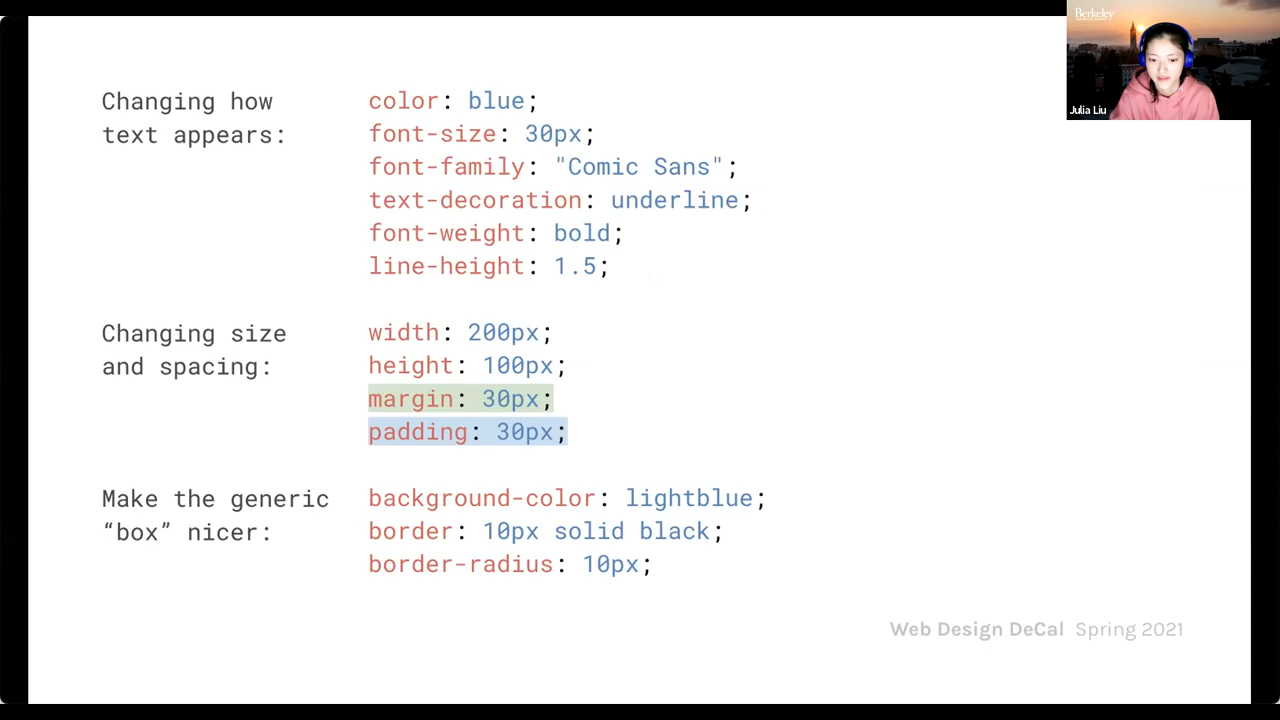 Berkeley
Julia Liu
Changing how
text appears:
color: blue;
font-size: 30px;
font-family: "Comic Sans";
text-decoration: underline;
font-weight: bold;
line-height: 1.5;
Changing size
and spacing:
width: 200px;
height: 100px;
margin: 30px;
padding: 30px;
Make the generic
“box” nicer:
background-color: lightblue;
border: 10px solid black;
border-radius: 10px;
Web Design DeCal Spring 2021